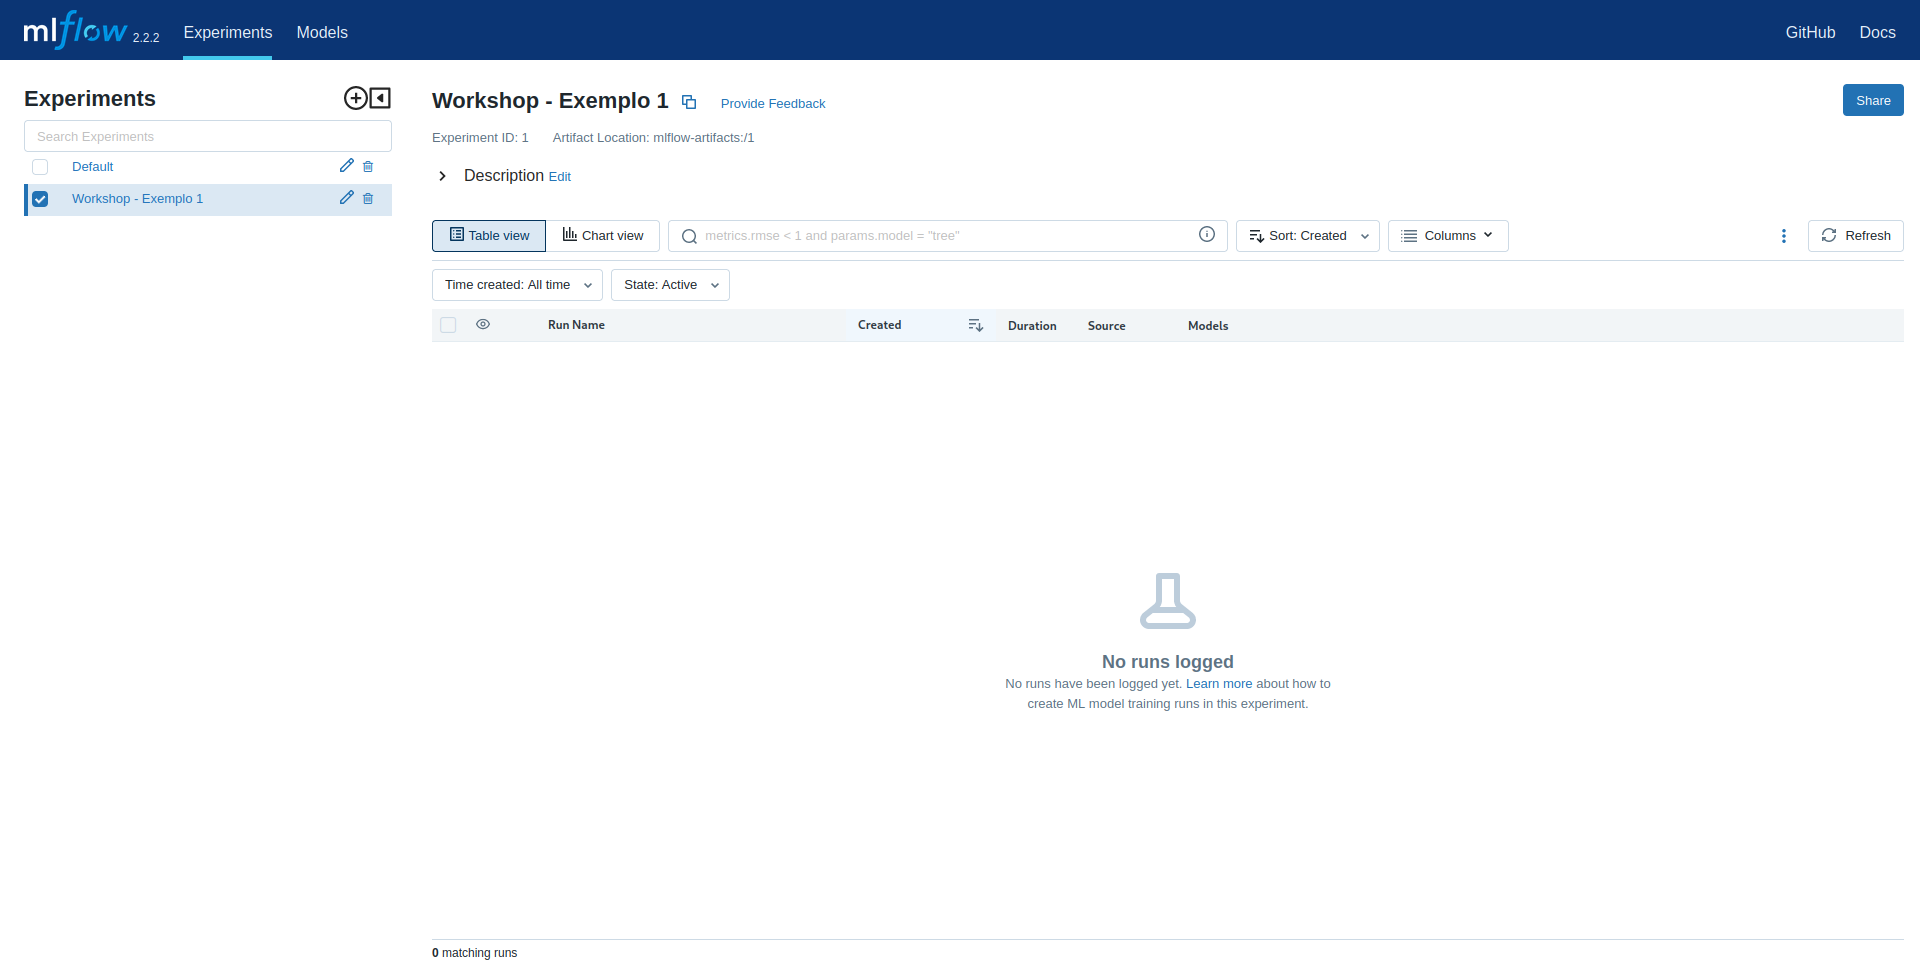 mlflow 2.2.2 Experiments Models GitHub Docs
Experiments
Search Experiments
Default
Workshop - Exemplo 1
Workshop - Exemplo 1 Provide Feedback Share
Experiment ID: 1 Artifact Location: mlflow-artifacts:/1
Description Edit
Table view Chart view metrics.rmse < 1 and params.model = "tree" Sort: Created Columns Refresh
Time created: All time State: Active
Run Name Created Duration Source Models
No runs logged
No runs have been logged yet. Learn more about how to
create ML model training runs in this experiment.
0 matching runs